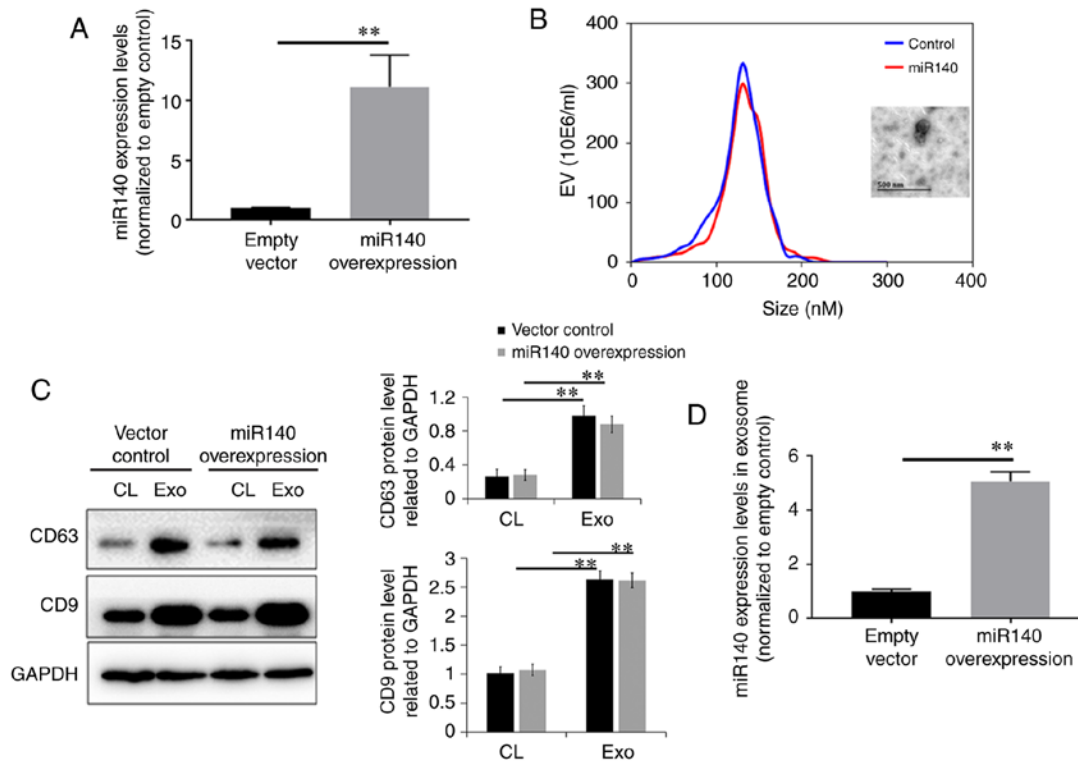 A
miR140 expression levels
(normalized to empty control)
15
10
5
0
**
Empty
vector
miR140
overexpression
B
EV (10E6/ml)
400
300
200
100
0
Control
miR140
500 nm
0
100
200
300
400
Size (nM)
C
Vector
control
miR140
overexpression
CL
Exo
CL
Exo
CD63
CD9
GAPDH
Vector control
miR140 overexpression
CD63 protein level
related to GAPDH
1.2
0.8
0.4
0
**
**
CL
Exo
CD9 protein level
related to GAPDH
3
2.5
2
1.5
1
0.5
0
**
**
CL
Exo
D
miR140 expression levels in exosome
(normalized to empty control)
6
4
2
0
**
Empty
vector
miR140
overexpression